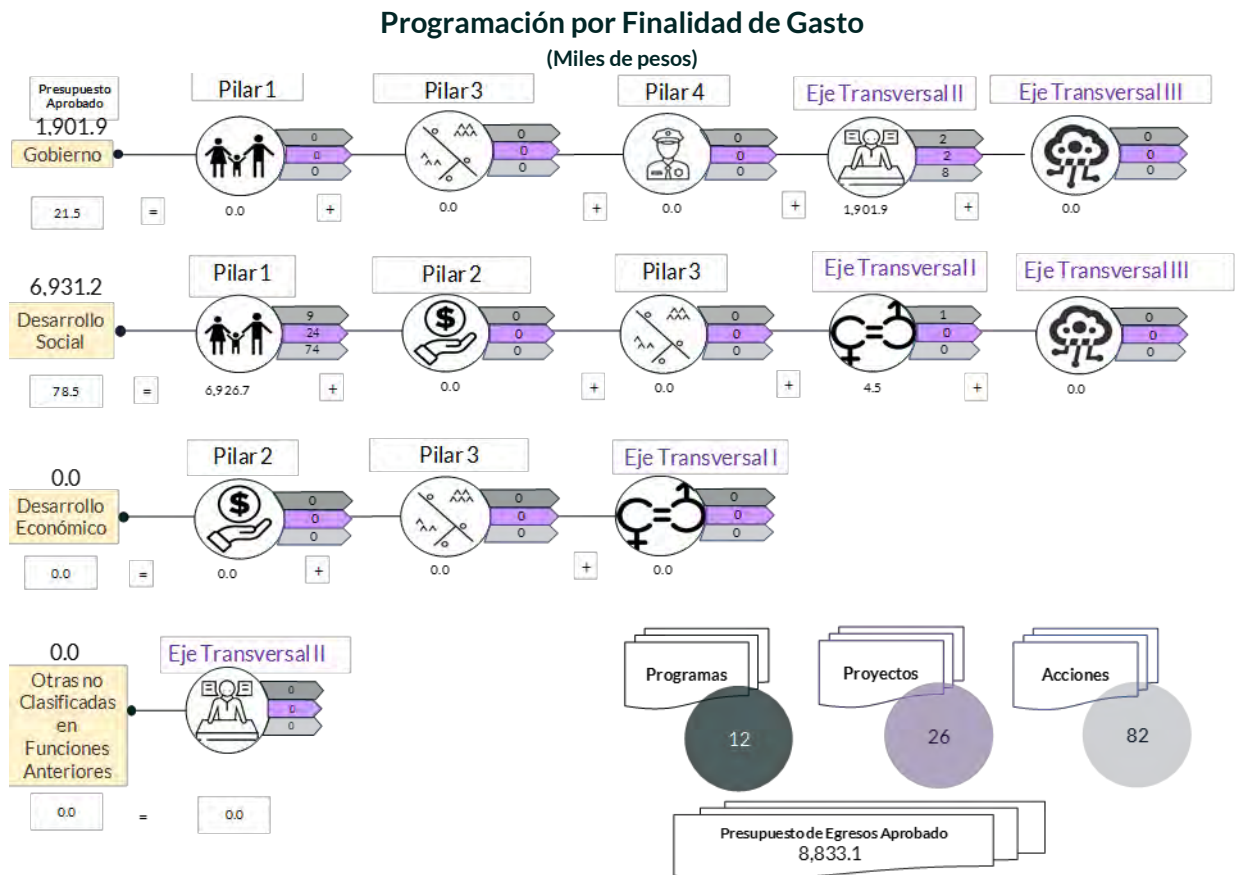 Programación por Finalidad de Gasto
(Miles de pesos)
Presupuesto
Aprobado
1,901.9
Gobierno
21.5
=
Pilar 1
0
0
0
0.0
+
Pilar 3
0
0
0
0.0
+
Pilar 4
0
0
0
0.0
+
Eje Transversal II
2
2
8
1,901.9
+
Eje Transversal III
0
0
0
0.0
6,931.2
Desarrollo
Social
78.5
=
Pilar 1
9
24
74
6,926.7
+
Pilar 2
0
0
0
0.0
+
Pilar 3
0
0
0
0.0
+
Eje Transversal I
1
0
0
4.5
+
Eje Transversal III
0
0
0
0.0
0.0
Desarrollo
Económico
0.0
=
Pilar 2
$
0
0
0
0.0
+
Pilar 3
0
0
0
0.0
+
Eje Transversal I
0
0
0
0.0
0.0
Otras no
Clasificadas
en
Funciones
Anteriores
0.0
=
Eje Transversal II
0
0
0
0.0
Programas
12
Proyectos
26
Acciones
82
Presupuesto de Egresos Aprobado
8,833.1